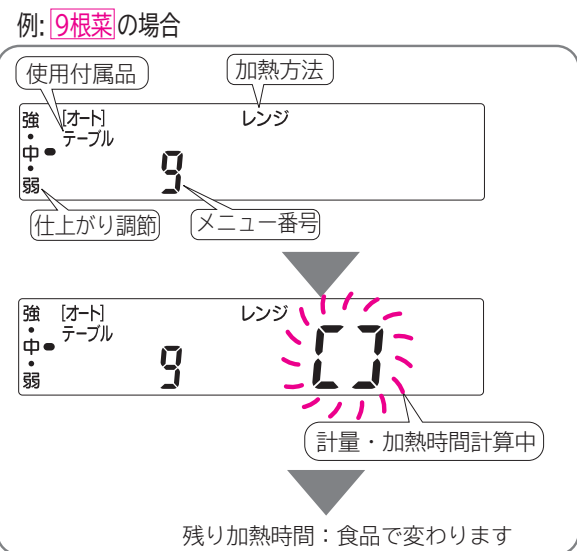 例: 9根菜の場合
使用付属品
加熱方法
強・中・弱
[オート]
テーブル
レンジ
9
仕上がり調節
メニュー番号
強・中・弱
[オート]
テーブル
レンジ
9
計量・加熱時間計算中
残り加熱時間：食品で変わります